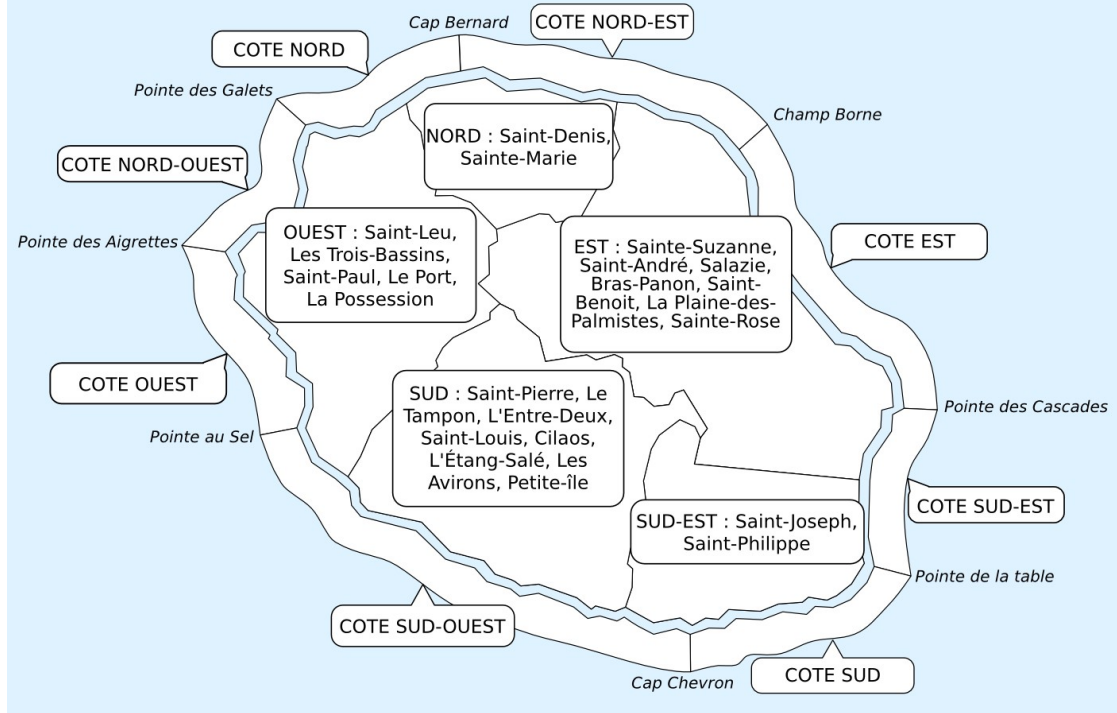 Cap Bernard
COTE NORD-EST
COTE NORD
Pointe des Galets
Champ Borne
NORD : Saint-Denis,
Sainte-Marie
COTE NORD-OUEST
Pointe des Aigrettes
OUEST : Saint-Leu,
Les Trois-Bassins,
Saint-Paul, Le Port,
La Possession
EST : Sainte-Suzanne,
Saint-André, Salazie,
Bras-Panon, Saint-
Benoit, La Plaine-des-
Palmistes, Sainte-Rose
COTE EST
COTE OUEST
SUD : Saint-Pierre, Le
Tampon, L'Entre-Deux,
Saint-Louis, Cilaos,
L'Étang-Salé, Les
Avirons, Petite-île
Pointe des Cascades
Pointe au Sel
COTE SUD-EST
SUD-EST : Saint-Joseph,
Saint-Philippe
Pointe de la table
COTE SUD-OUEST
Cap Chevron
COTE SUD